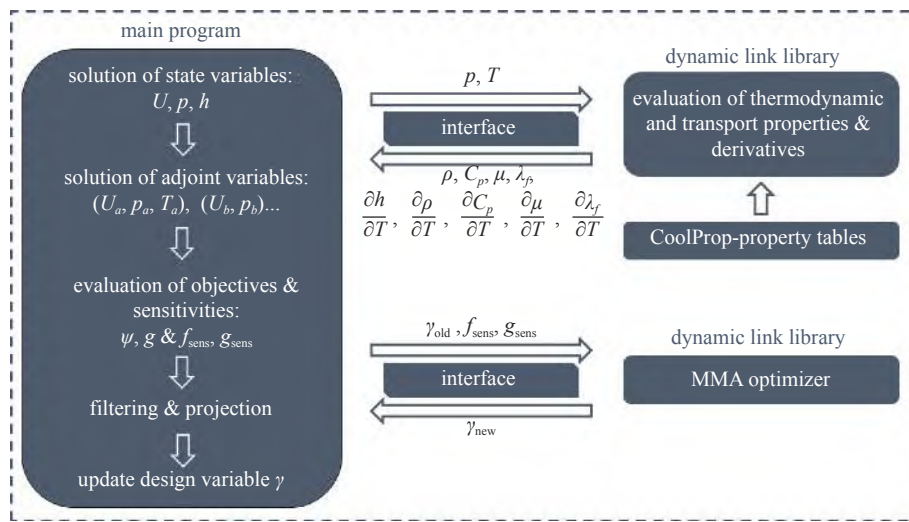 main program
solution of state variables:
U, p, h
solution of adjoint variables:
(U_a, p_a, T_a), (U_b, p_b)...
evaluation of objectives &
sensitivities:
ψ, g & f_sens, g_sens
filtering & projection
update design variable γ
p, T
interface
ρ, C_p, μ, λ_f,
∂h/∂T, ∂ρ/∂T, ∂C_p/∂T, ∂μ/∂T, ∂λ_f/∂T
dynamic link library
evaluation of thermodynamic
and transport properties &
derivatives
CoolProp-property tables
γ_old , f_sens, g_sens
interface
γ_new
dynamic link library
MMA optimizer